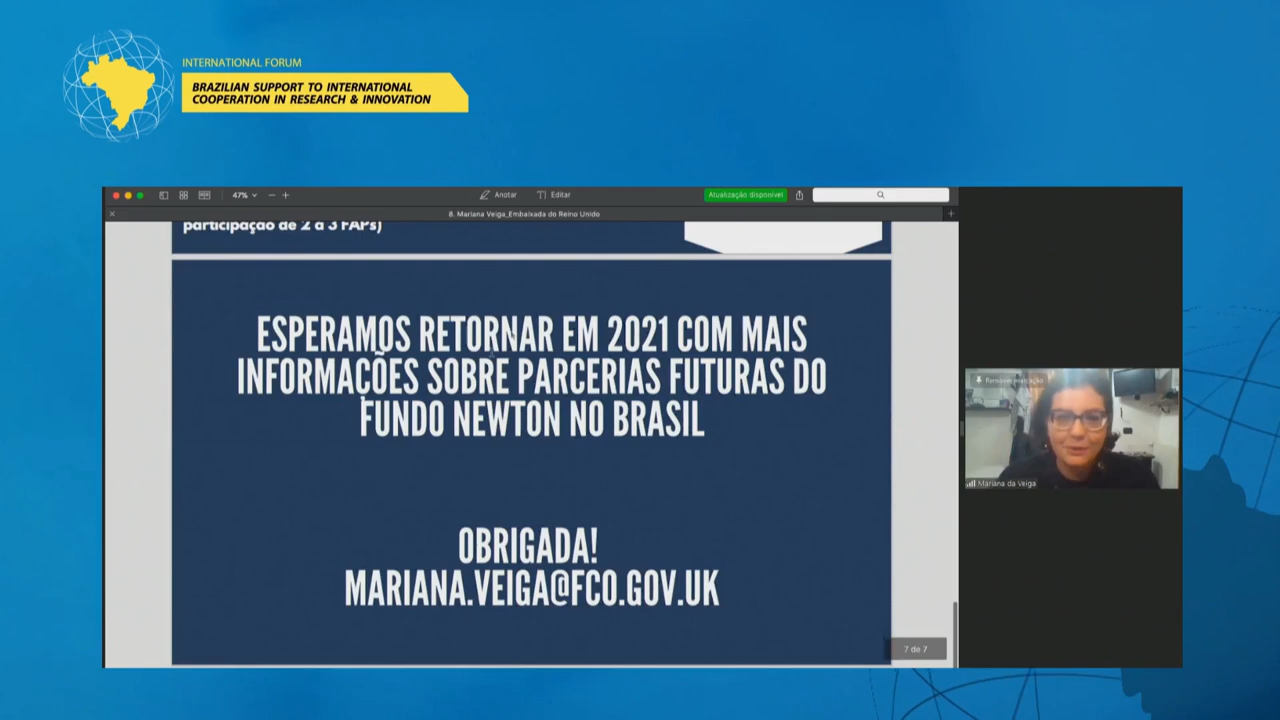 INTERNATIONAL FORUM
BRAZILIAN SUPPORT TO INTERNATIONAL
COOPERATION IN RESEARCH & INNOVATION
47%
Anotar
Editar
Atualização disponível
8. Mariana Veiga_Embaixada do Reino Unido
participação de 2 a 3 FAPs)
ESPERAMOS RETORNAR EM 2021 COM MAIS
INFORMAÇÕES SOBRE PARCERIAS FUTURAS DO
FUNDO NEWTON NO BRASIL
OBRIGADA!
MARIANA.VEIGA@FCO.GOV.UK
7 de 7
Remover marcação
Mariana da Veiga